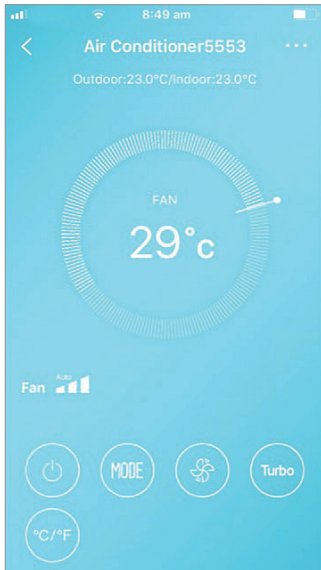 8:49 am
Air Conditioner5553
Outdoor:23.0°C/Indoor:23.0°C
FAN
29°c
Auto
Fan
MODE
Turbo
°C/°F